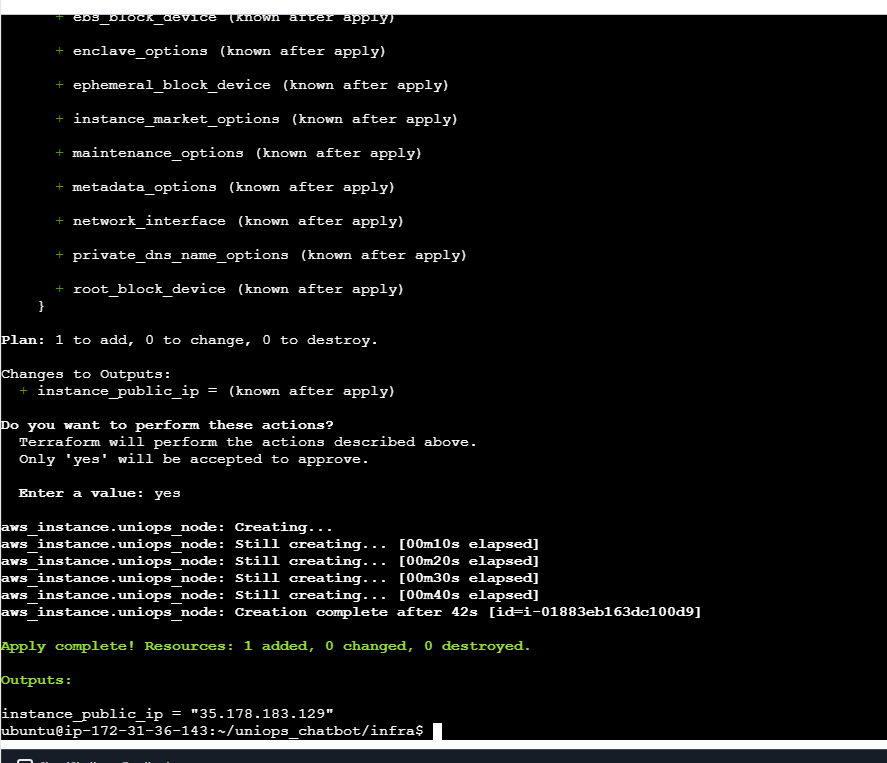 + ebs_block_device (known after apply)
+ enclave_options (known after apply)
+ ephemeral_block_device (known after apply)
+ instance_market_options (known after apply)
+ maintenance_options (known after apply)
+ metadata_options (known after apply)
+ network_interface (known after apply)
+ private_dns_name_options (known after apply)
+ root_block_device (known after apply)
}
Plan: 1 to add, 0 to change, 0 to destroy.
Changes to Outputs:
+ instance_public_ip = (known after apply)
Do you want to perform these actions?
Terraform will perform the actions described above.
Only 'yes' will be accepted to approve.
Enter a value: yes
aws_instance.uniops_node: Creating...
aws_instance.uniops_node: Still creating... [00m10s elapsed]
aws_instance.uniops_node: Still creating... [00m20s elapsed]
aws_instance.uniops_node: Still creating... [00m30s elapsed]
aws_instance.uniops_node: Still creating... [00m40s elapsed]
aws_instance.uniops_node: Creation complete after 42s [id=i-01883eb163dc100d9]
Apply complete! Resources: 1 added, 0 changed, 0 destroyed.
Outputs:
instance_public_ip = "35.178.183.129"
ubuntu@ip-172-31-36-143:~/uniops_chatbot/infra$